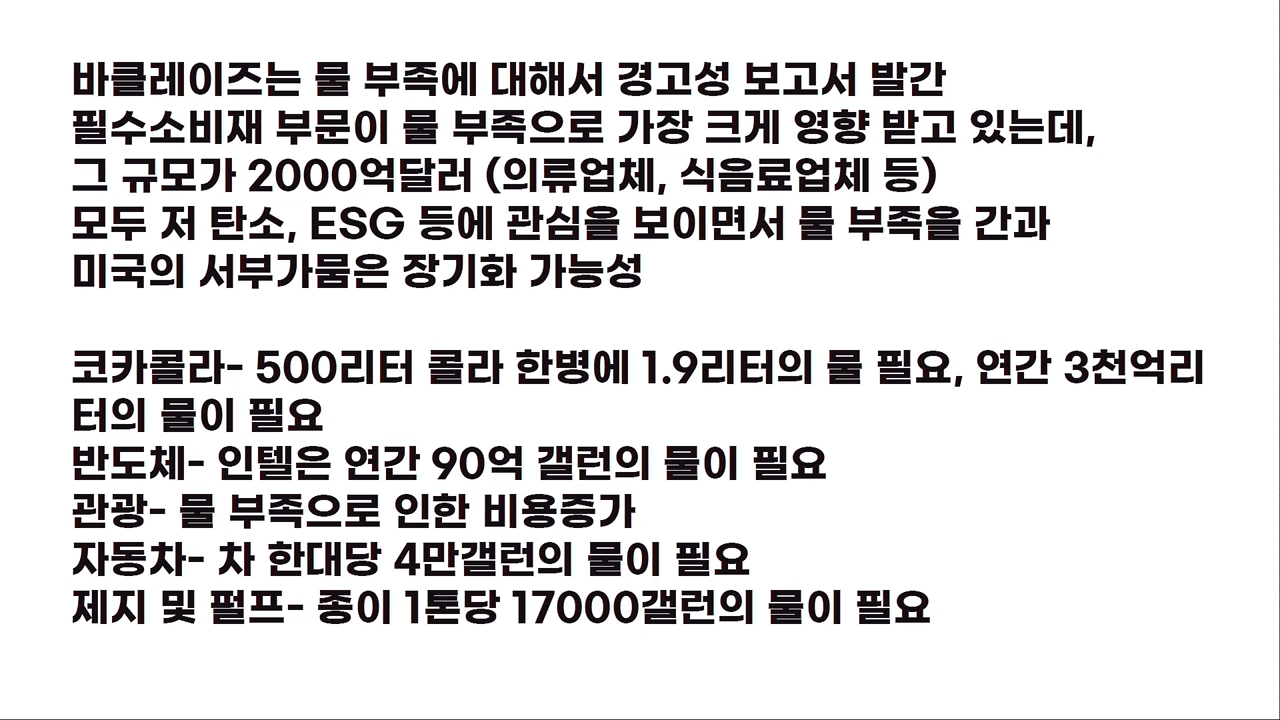 바클레이즈는 물 부족에 대해서 경고성 보고서 발간
필수소비재 부문이 물 부족으로 가장 크게 영향 받고 있는데,
그 규모가 2000억달러 (의류업체, 식음료업체 등)
모두 저 탄소, ESG 등에 관심을 보이면서 물 부족을 간과
미국의 서부가뭄은 장기화 가능성
코카콜라- 500리터 콜라 한병에 1.9리터의 물 필요, 연간 3천억리
터의 물이 필요
반도체- 인텔은 연간 90억 갤런의 물이 필요
관광- 물 부족으로 인한 비용증가
자동차- 차 한대당 4만갤런의 물이 필요
제지 및 펄프- 종이 1톤당 17000갤런의 물이 필요